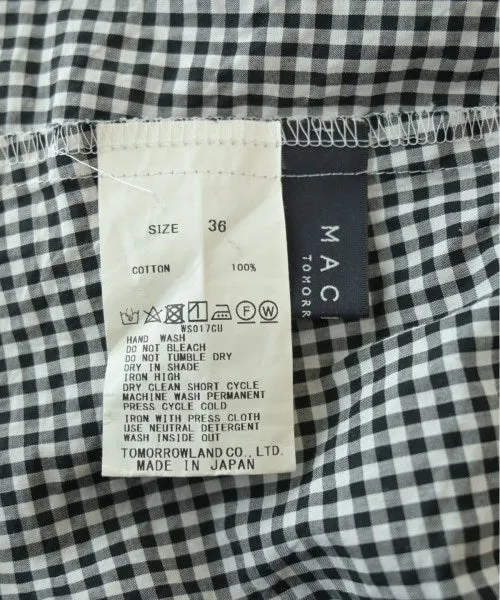 SIZE 36
COTTON 100%
WS017CU
HAND WASH
DO NOT BLEACH
DO NOT TUMBLE DRY
DRY IN SHADE
IRON HIGH
DRY CLEAN SHORT CYCLE
MACHINE WASH PERMANENT
PRESS CYCLE COLD
IRON WITH PRESS CLOTH
USE NEUTRAL DETERGENT
WASH INSIDE OUT
TOMORROWLAND CO., LTD.
MADE IN JAPAN
MAC
TOMORR